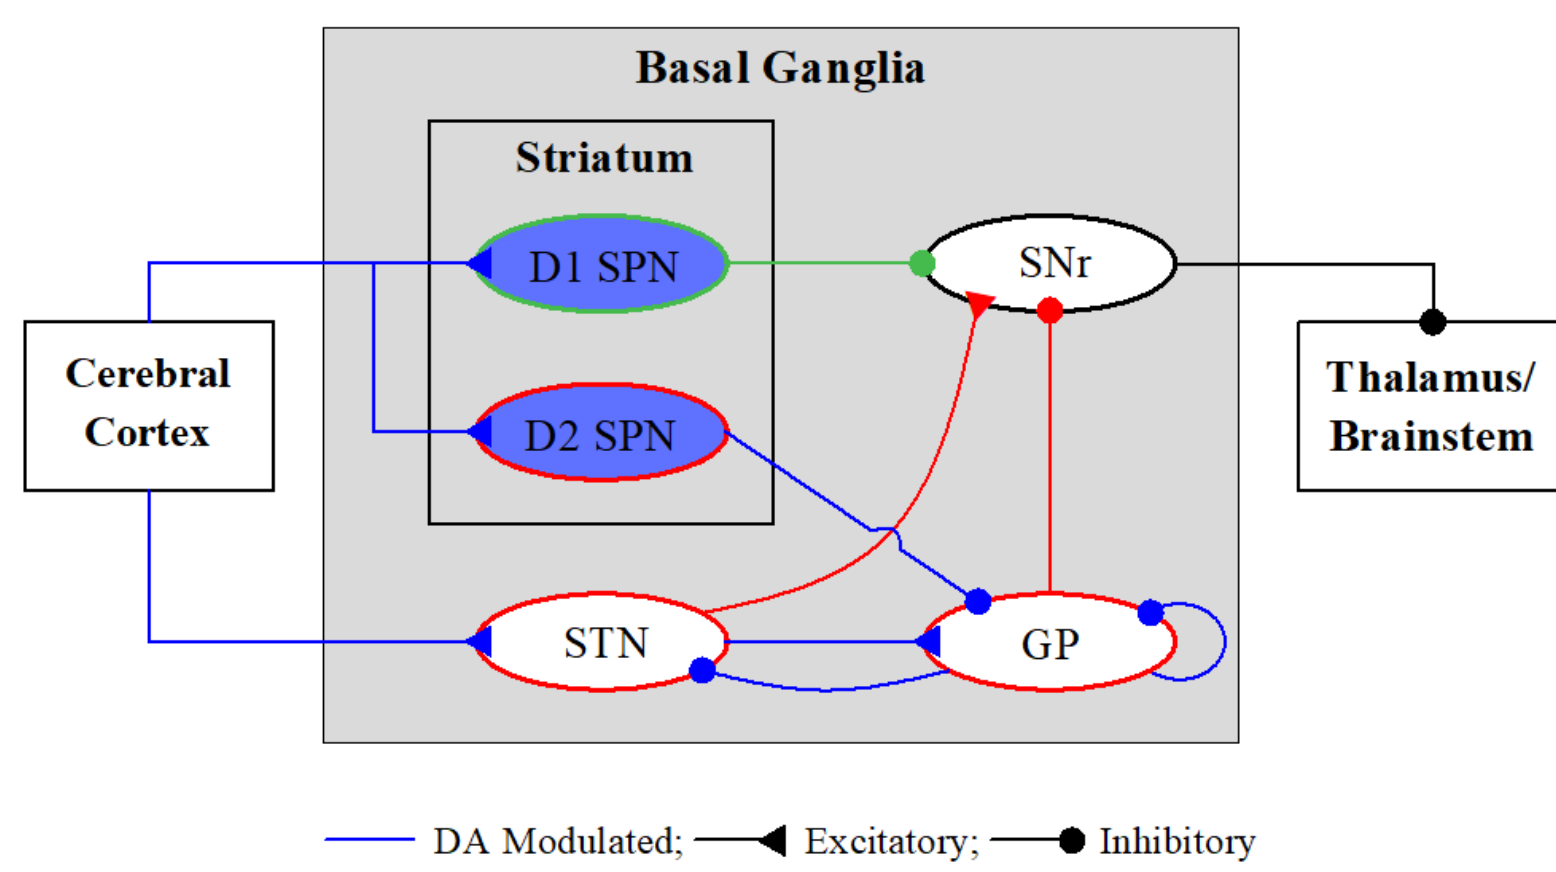 Basal Ganglia
Striatum
D1 SPN
SNr
Cerebral
Cortex
Thalamus/
Brainstem
D2 SPN
STN
GP
DA Modulated; Excitatory; Inhibitory